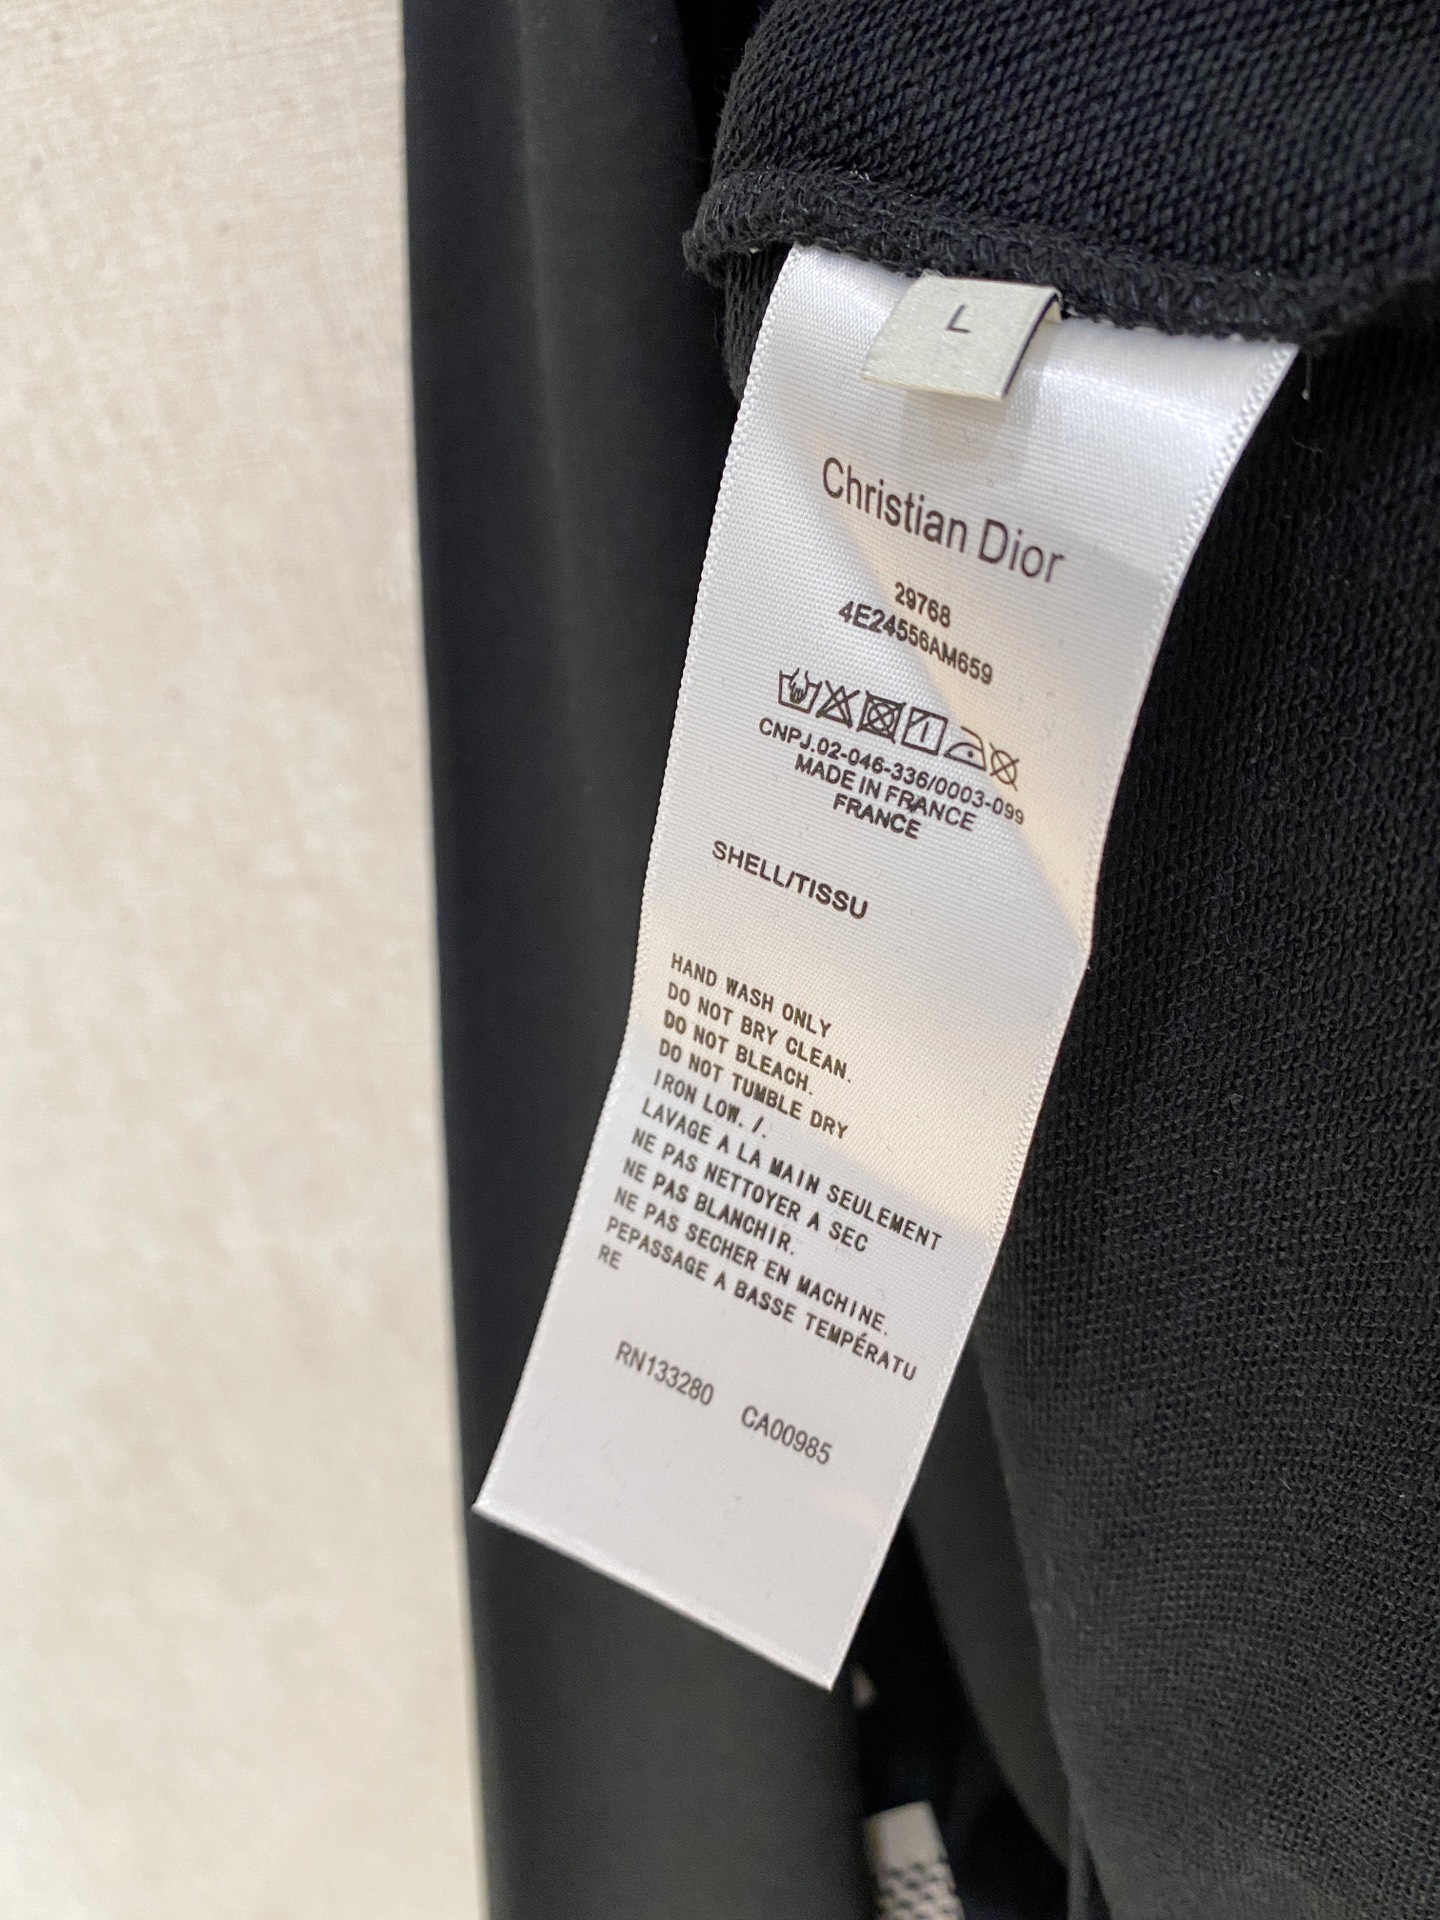 L
Christian Dior
29768
4E24556AM659
CNPJ.02-046-336/0003-099
MADE IN FRANCE
FRANCE
SHELL/TISSU
HAND WASH ONLY
DO NOT BRY CLEAN.
DO NOT BLEACH.
DO NOT TUMBLE DRY
IRON LOW. /.
LAVAGE A LA MAIN SEULEMENT
NE PAS NETTOYER A SEC
NE PAS BLANCHIR.
NE PAS SECHER EN MACHINE.
PEPASSAGE A BASSE TEMPÉRATU
RE
RN133280 CA00985